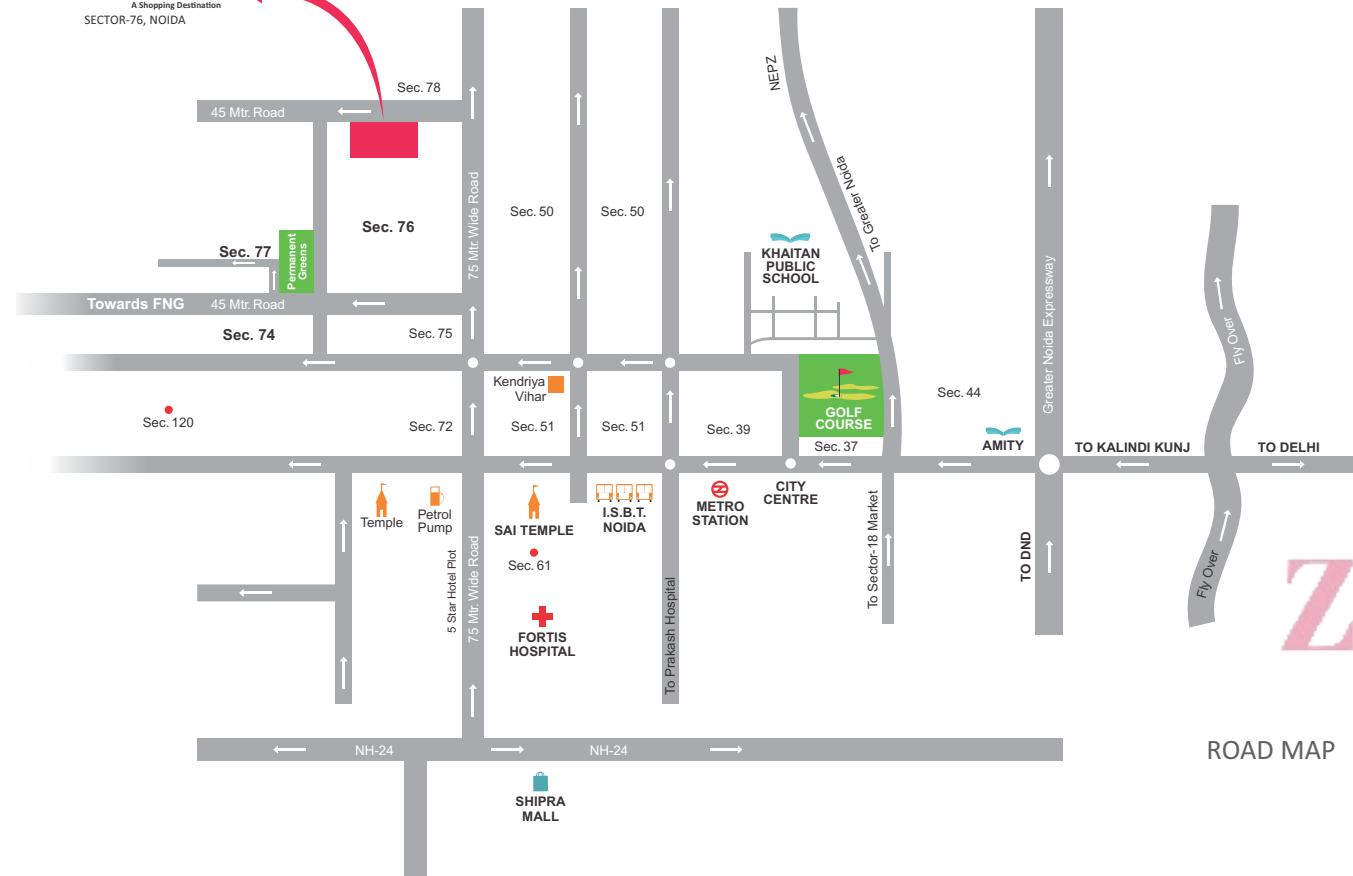 A Shopping Destination
SECTOR-76, NOIDA
NEPZ
Sec. 78
45 Mtr. Road
75 Mtr. Wide Road
To Greater Noida
Greater Noida Expressway
Sec. 50
Sec. 50
Sec. 76
KHAITAN
PUBLIC
SCHOOL
Sec. 77
Permanent
Greens
Towards FNG
45 Mtr. Road
Sec. 74
Sec. 75
Fly Over
Kendriya
Vihar
Sec. 44
Sec. 120
Sec. 72
Sec. 51
Sec. 51
Sec. 39
GOLF
COURSE
Sec. 37
AMITY
TO KALINDI KUNJ
TO DELHI
CITY
CENTRE
METRO
STATION
I.S.B.T.
NOIDA
SAI TEMPLE
Temple
Petrol
Pump
To Sector-18 Market
TO DND
Sec. 61
Fly Over
5 Star Hotel Plot
75 Mtr. Wide Road
To Prakash Hospital
FORTIS
HOSPITAL
Z
NH-24
NH-24
ROAD MAP
SHIPRA
MALL